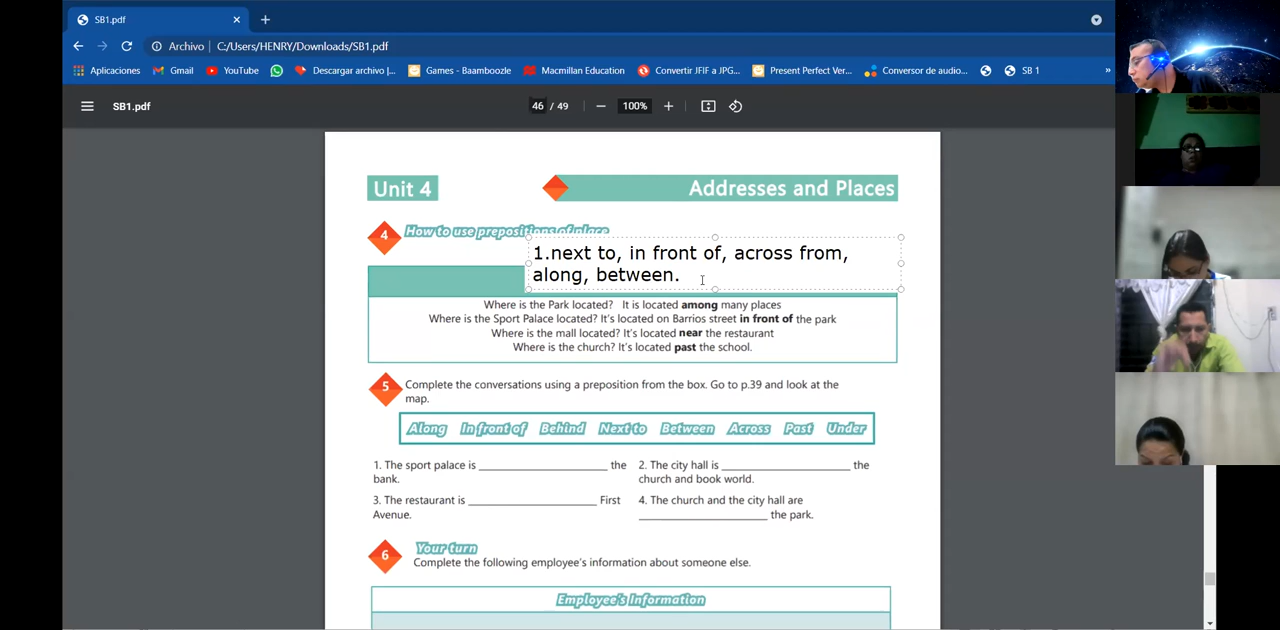 SB1.pdf
Archivo C:/Users/HENRY/Downloads/SB1.pdf
Aplicaciones Gmail YouTube Descargar archivo |... Games - Baamboozle Macmillan Education Convertir JFIF a JPG... Present Perfect Ver... Conversor de audio... SB 1 »
SB1.pdf 46 / 49 100%
Unit 4 Addresses and Places
4 How to use prepositions of place
1.next to, in front of, across from,
along, between.
Where is the Park located? It is located among many places
Where is the Sport Palace located? It's located on Barrios street in front of the park
Where is the mall located? It's located near the restaurant
Where is the church? It's located past the school.
5 Complete the conversations using a preposition from the box. Go to p.39 and look at the
map.
Along In front of Behind Next to Between Across Past Under
1. The sport palace is ____________________ the
bank.
2. The city hall is ____________________ the
church and book world.
3. The restaurant is ____________________ First
Avenue.
4. The church and the city hall are
____________________ the park.
6 Your turn
Complete the following employee's information about someone else.
Employee's Information